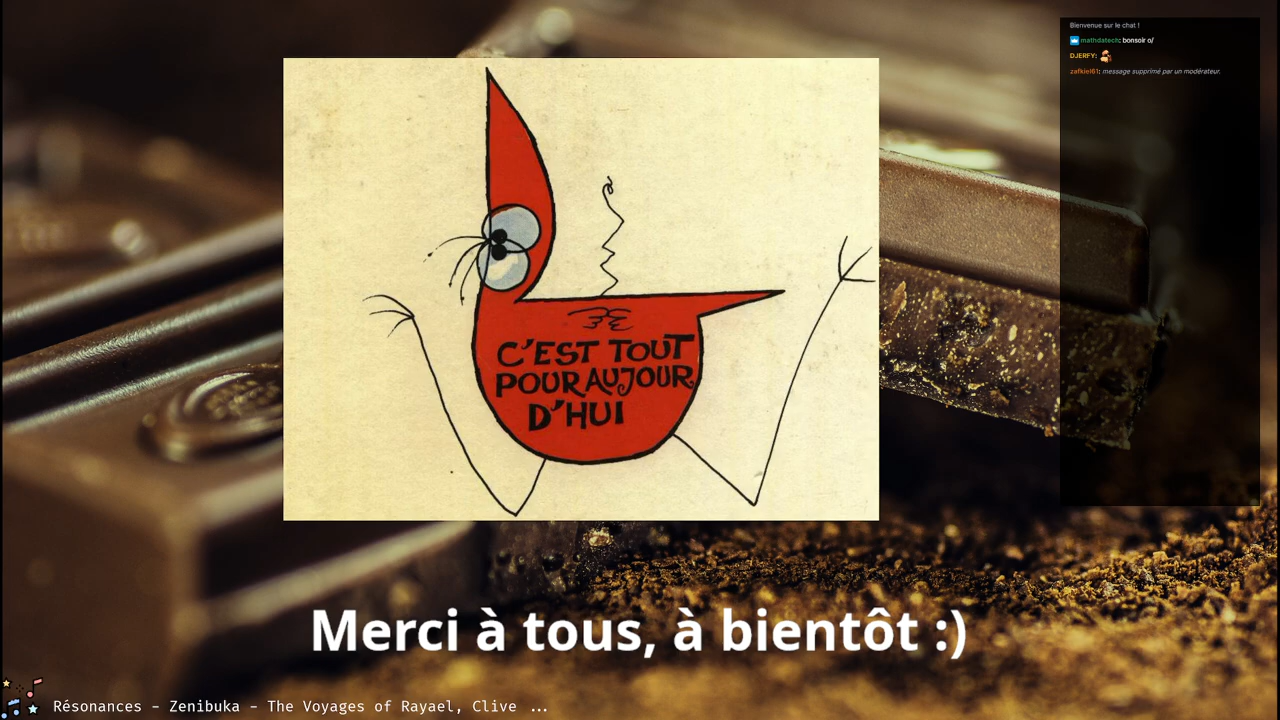 Bienvenue sur le chat !
mathdatech: bonsoir o/
DJERFY:
zafkiel61: message supprimé par un modérateur.
C'EST TOUT
POUR AUJOUR
D'HUI
Merci à tous, à bientôt :)
Résonances - Zenibuka - The Voyages of Rayael, Clive ...